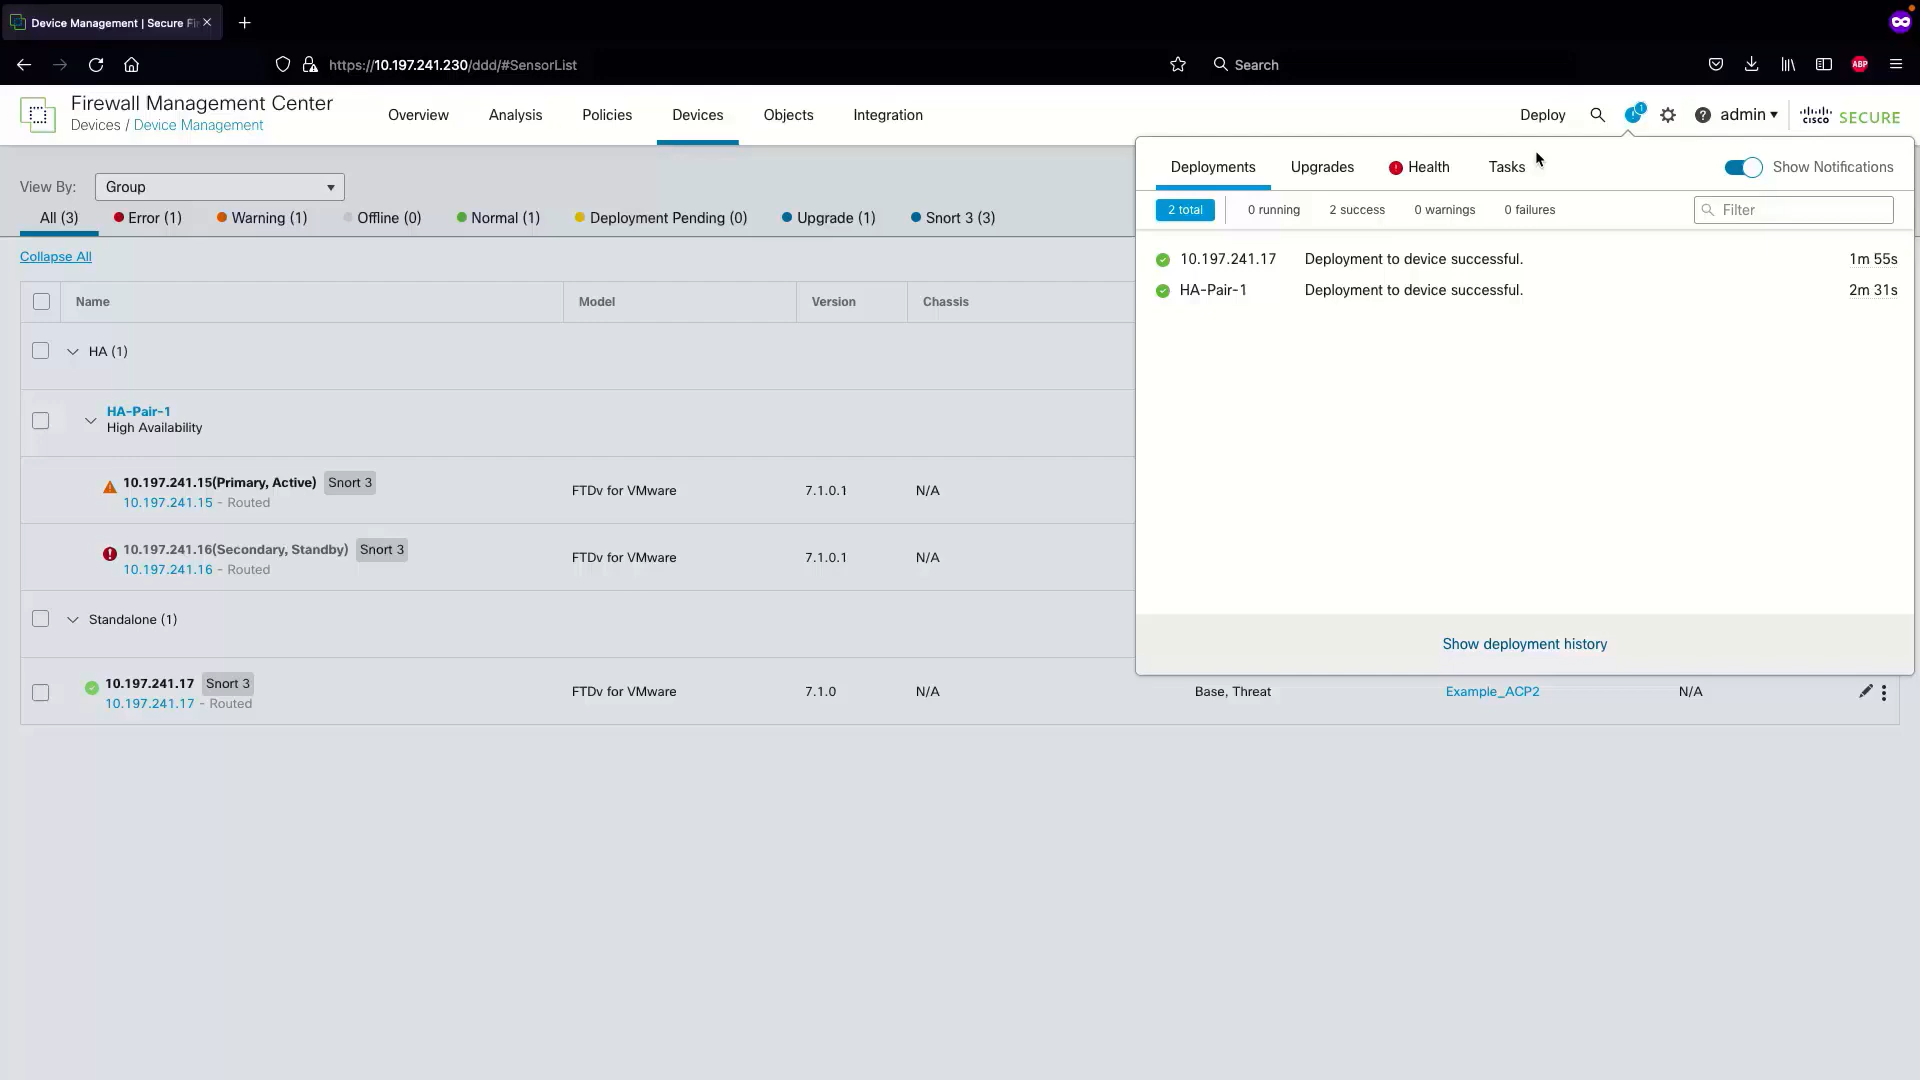 Device Management | Secure Fi
https://10.197.241.230/ddd/#SensorList
Search
ABP
Firewall Management Center
Devices / Device Management
Overview
Analysis
Policies
Devices
Objects
Integration
Deploy
1
admin
cisco SECURE
Deployments
Upgrades
Health
Tasks
Show Notifications
2 total
0 running
2 success
0 warnings
0 failures
Filter
10.197.241.17 Deployment to device successful. 1m 55s
HA-Pair-1 Deployment to device successful. 2m 31s
Show deployment history
View By: Group
All (3)
Error (1)
Warning (1)
Offline (0)
Normal (1)
Deployment Pending (0)
Upgrade (1)
Snort 3 (3)
Collapse All
Name Model Version Chassis
HA (1)
HA-Pair-1
High Availability
10.197.241.15(Primary, Active) Snort 3
10.197.241.15 - Routed
FTDv for VMware 7.1.0.1 N/A
10.197.241.16(Secondary, Standby) Snort 3
10.197.241.16 - Routed
FTDv for VMware 7.1.0.1 N/A
Standalone (1)
10.197.241.17 Snort 3
10.197.241.17 - Routed
FTDv for VMware 7.1.0 N/A Base, Threat Example_ACP2 N/A